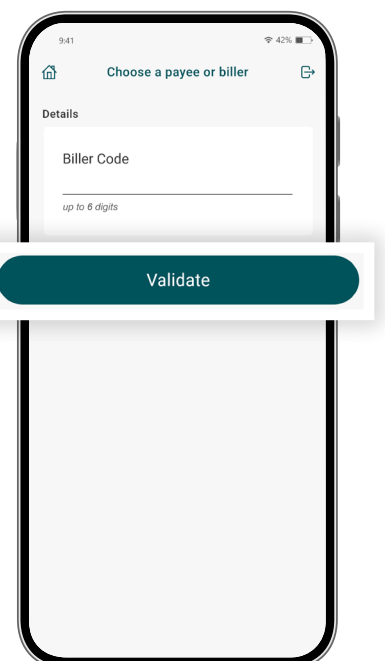 9:41 42%
Choose a payee or biller
Details
Biller Code
up to 6 digits
Validate